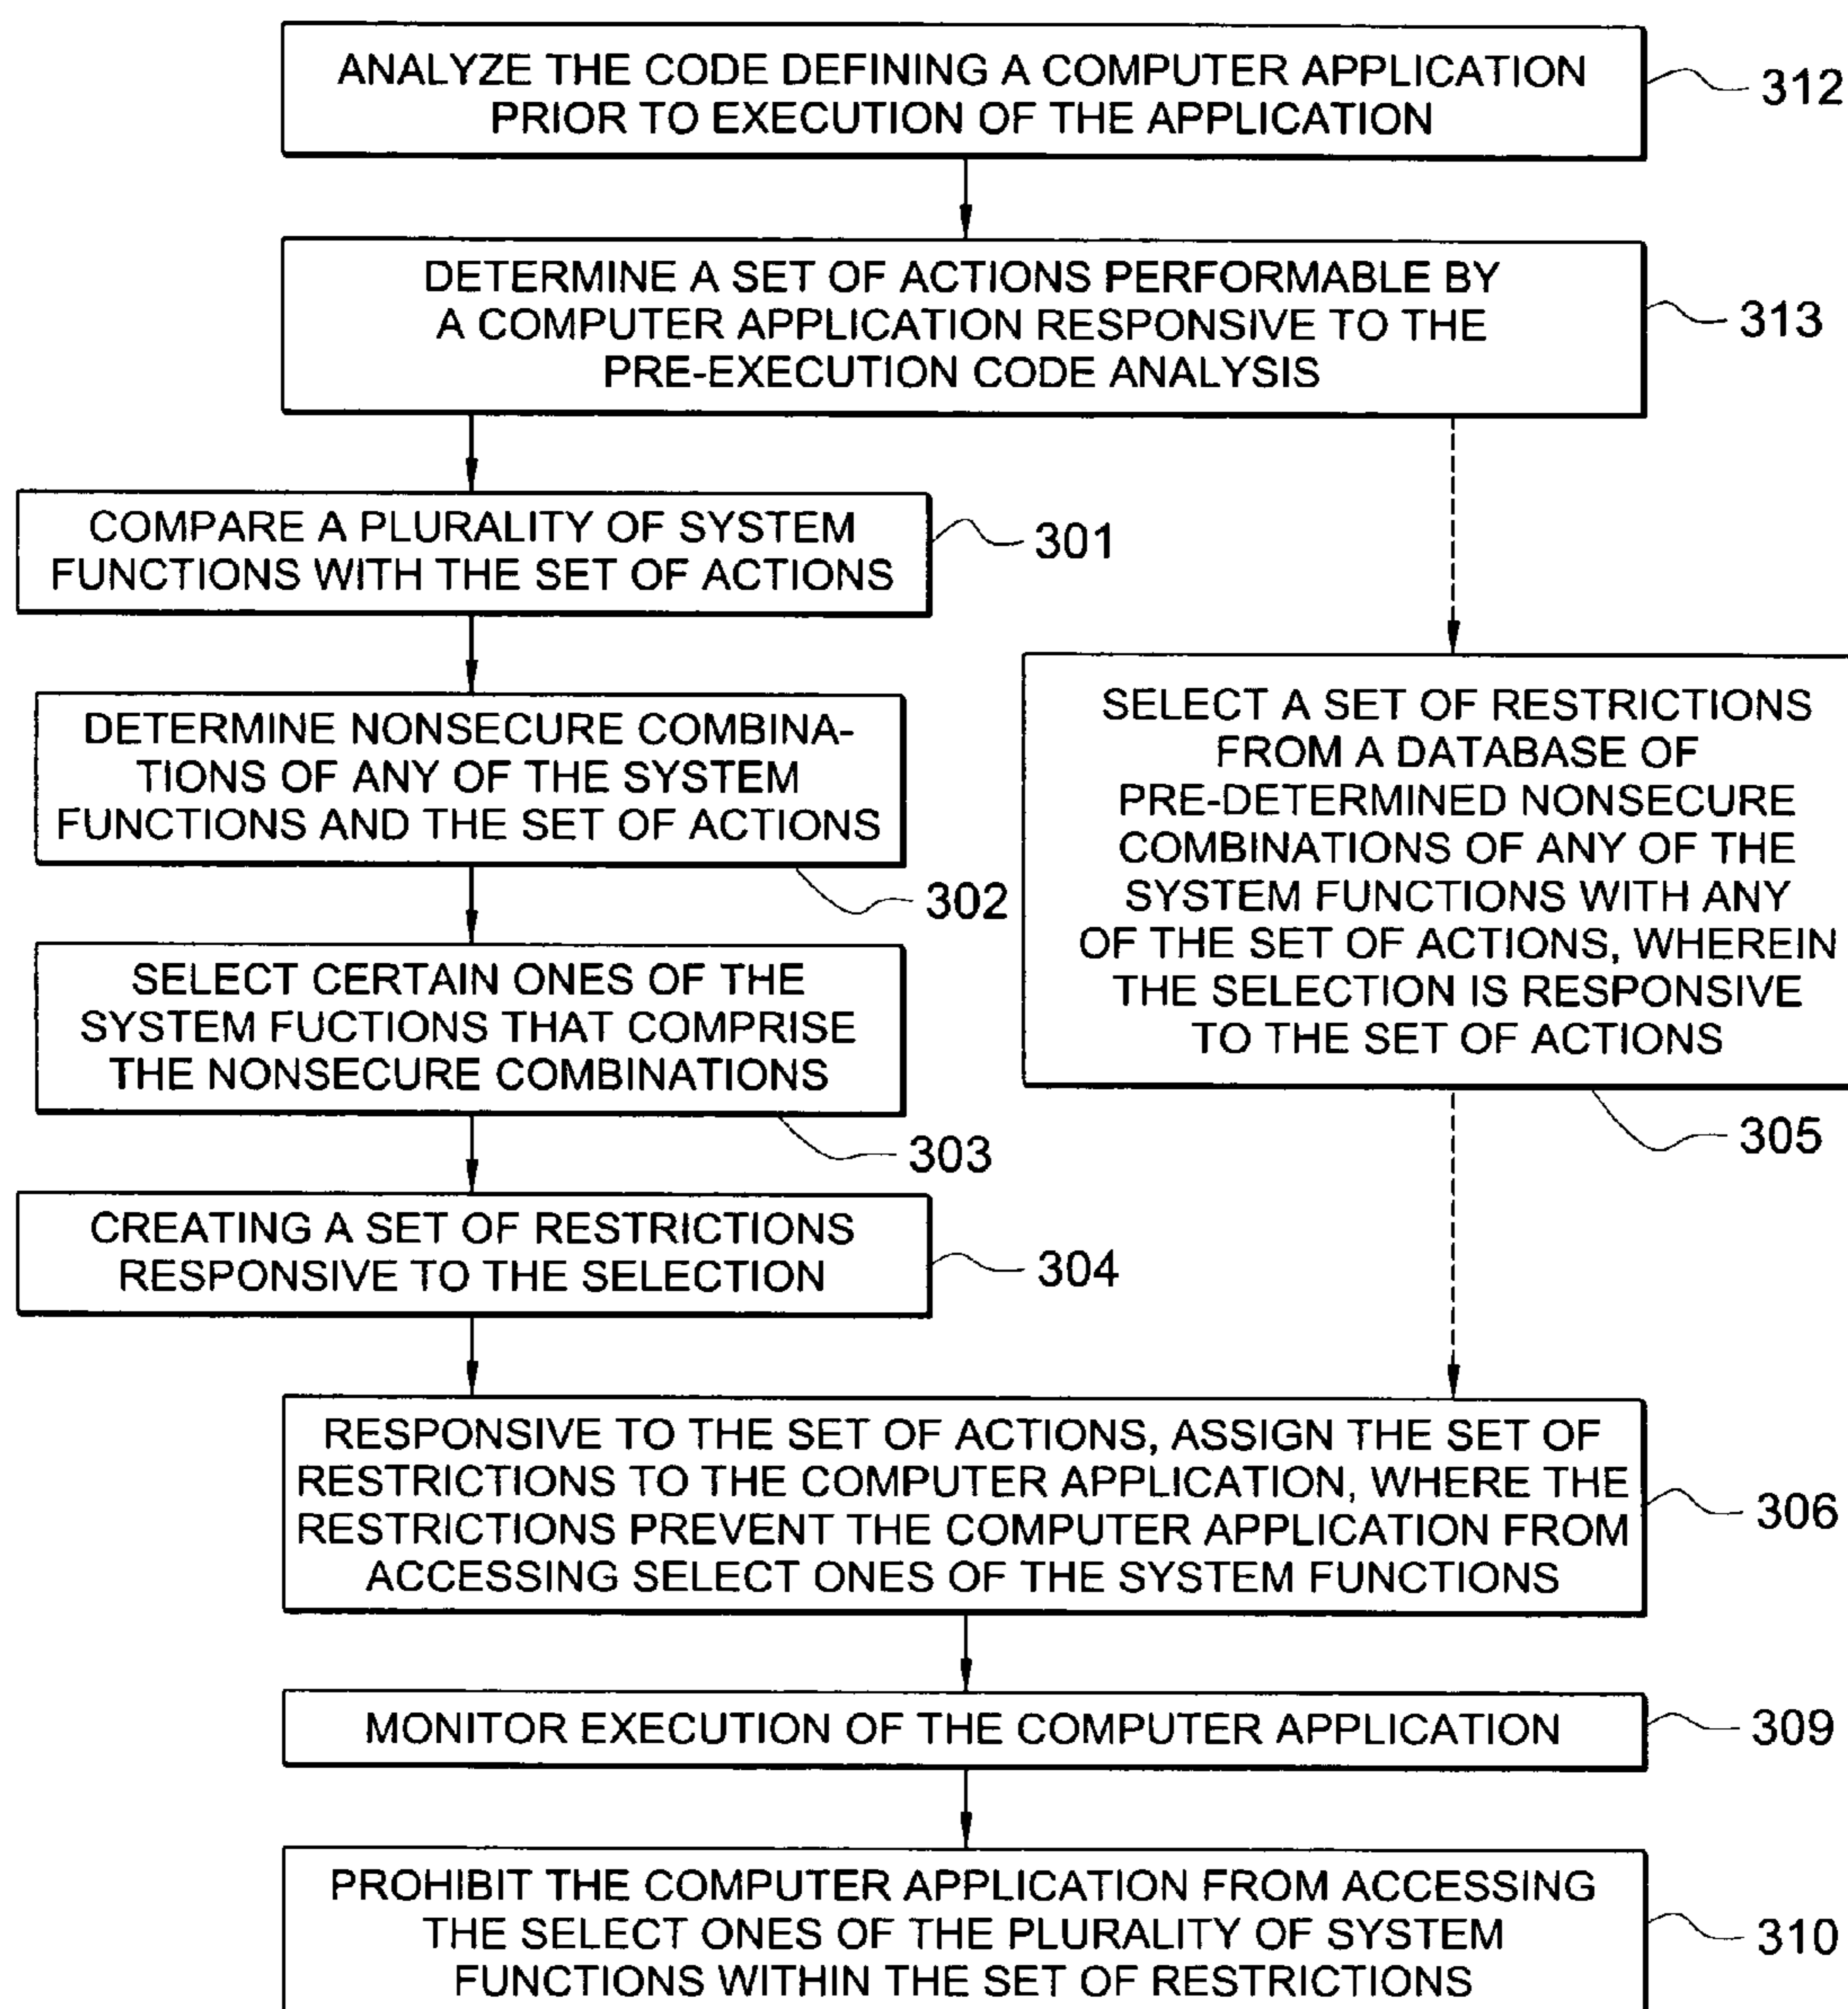 ANALYZE THE CODE DEFINING A COMPUTER APPLICATION
PRIOR TO EXECUTION OF THE APPLICATION
312
DETERMINE A SET OF ACTIONS PERFORMABLE BY
A COMPUTER APPLICATION RESPONSIVE TO THE
PRE-EXECUTION CODE ANALYSIS
313
COMPARE A PLURALITY OF SYSTEM
FUNCTIONS WITH THE SET OF ACTIONS
301
DETERMINE NONSECURE COMBINA-
TIONS OF ANY OF THE SYSTEM
FUNCTIONS AND THE SET OF ACTIONS
302
SELECT CERTAIN ONES OF THE
SYSTEM FUCTIONS THAT COMPRISE
THE NONSECURE COMBINATIONS
303
CREATING A SET OF RESTRICTIONS
RESPONSIVE TO THE SELECTION
304
SELECT A SET OF RESTRICTIONS
FROM A DATABASE OF
PRE-DETERMINED NONSECURE
COMBINATIONS OF ANY OF THE
SYSTEM FUNCTIONS WITH ANY
OF THE SET OF ACTIONS, WHEREIN
THE SELECTION IS RESPONSIVE
TO THE SET OF ACTIONS
305
RESPONSIVE TO THE SET OF ACTIONS, ASSIGN THE SET OF
RESTRICTIONS TO THE COMPUTER APPLICATION, WHERE THE
RESTRICTIONS PREVENT THE COMPUTER APPLICATION FROM
ACCESSING SELECT ONES OF THE SYSTEM FUNCTIONS
306
MONITOR EXECUTION OF THE COMPUTER APPLICATION
309
PROHIBIT THE COMPUTER APPLICATION FROM ACCESSING
THE SELECT ONES OF THE PLURALITY OF SYSTEM
FUNCTIONS WITHIN THE SET OF RESTRICTIONS
310